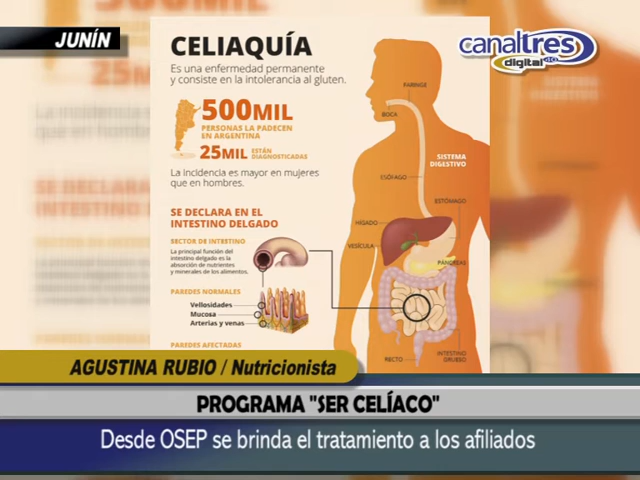 JUNÍN
canaltres
digital
CELIAQUÍA
Es una enfermedad permanente
y consiste en la intolerancia al gluten.
500MIL
PERSONAS LA PADECEN
EN ARGENTINA
25MIL ESTÁN
DIAGNOSTICADAS
La incidencia es mayor en mujeres
que en hombres.
SE DECLARA EN EL
INTESTINO DELGADO
SECTOR DE INTESTINO
La principal función del
intestino delgado es la
absorción de nutrientes
y minerales de los alimentos.
PAREDES NORMALES
Vellosidades
Mucosa
Arterias y venas
PAREDES AFECTADAS
FARINGE
BOCA
SISTEMA
DIGESTIVO
ESÓFAGO
ESTÓMAGO
HÍGADO
VESÍCULA
PÁNCREAS
RECTO
INTESTINO
GRUESO
AGUSTINA RUBIO / Nutricionista
PROGRAMA "SER CELÍACO"
Desde OSEP se brinda el tratamiento a los afiliados